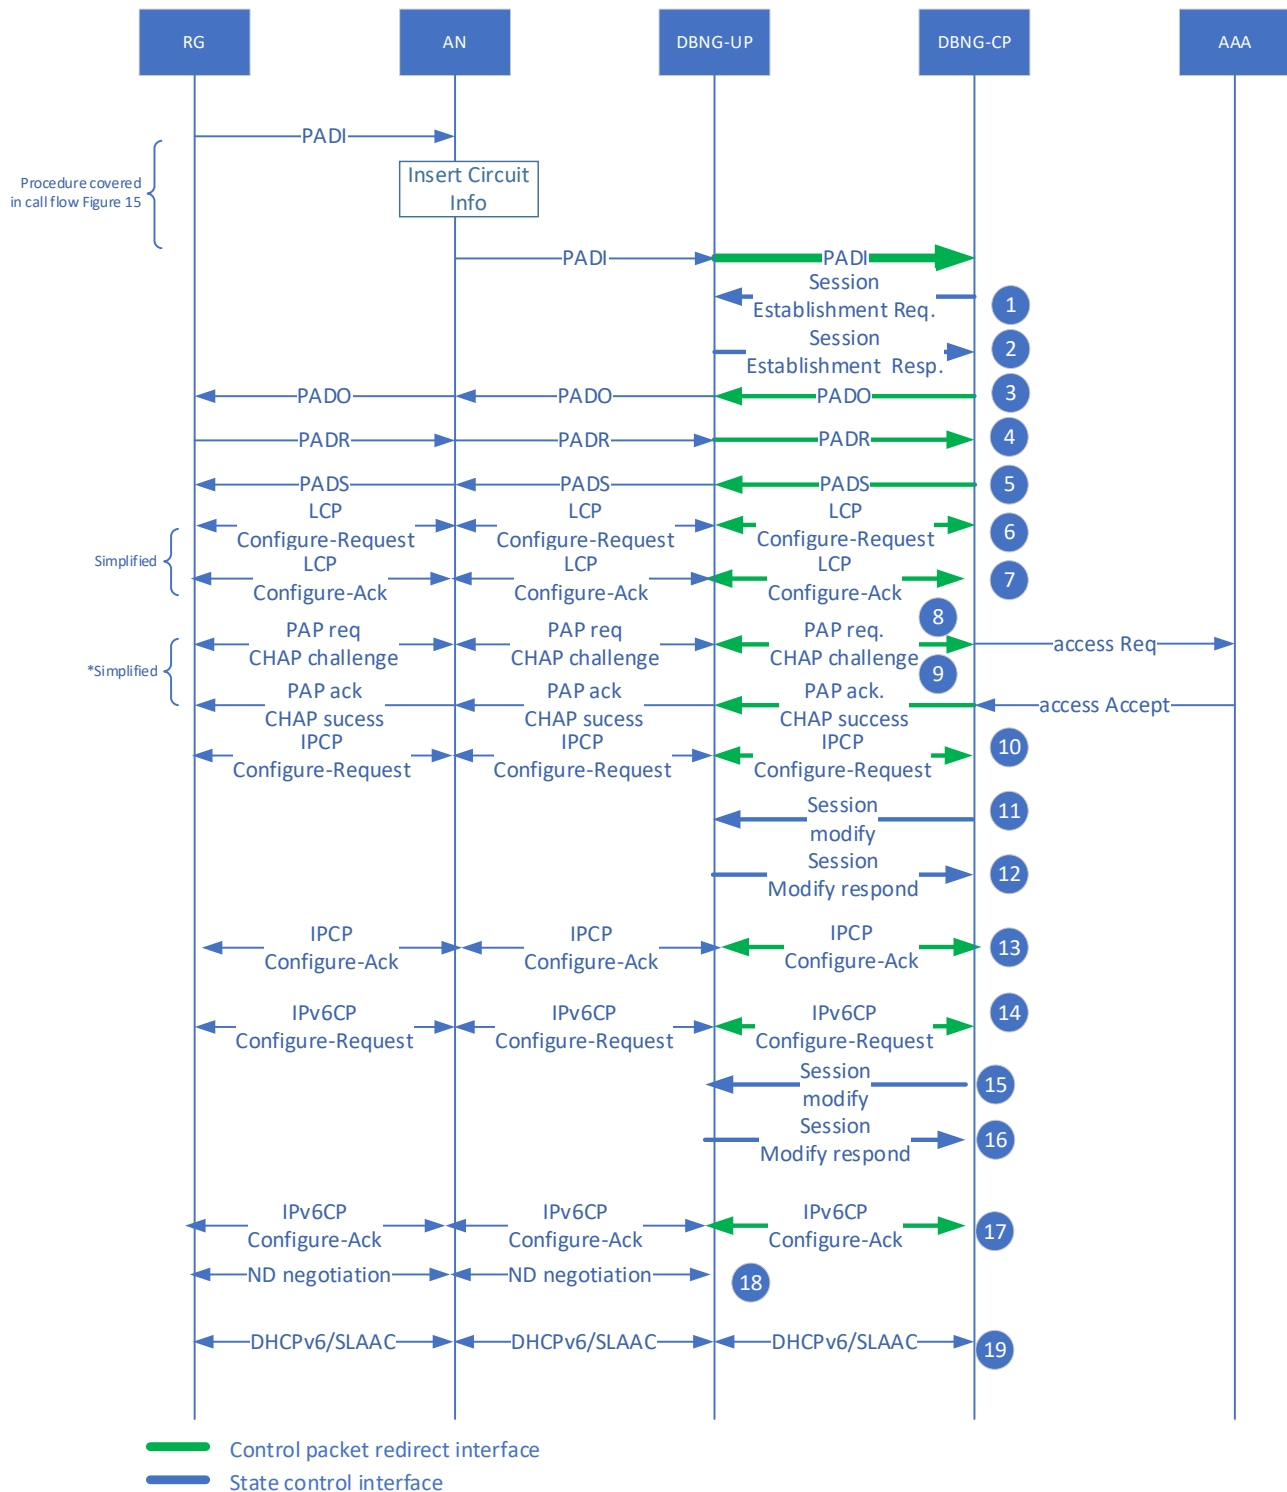 RG
AN
DBNG-UP
DBNG-CP
AAA
PADI
Procedure covered
in call flow Figure 15
Insert Circuit
Info
PADI
PADI
Session
Establishment Req.
1
Session
Establishment Resp.
2
PADO
PADO
PADO
3
PADR
PADR
PADR
4
PADS
PADS
PADS
5
LCP
Configure-Request
LCP
Configure-Request
LCP
Configure-Request
6
Simplified
LCP
Configure-Ack
LCP
Configure-Ack
LCP
Configure-Ack
7
8
PAP req
CHAP challenge
PAP req
CHAP challenge
PAP req.
CHAP challenge
access Req
*Simplified
9
PAP ack
CHAP sucess
PAP ack
CHAP sucess
PAP ack.
CHAP success
access Accept
IPCP
Configure-Request
IPCP
Configure-Request
IPCP
Configure-Request
10
Session
modify
11
Session
Modify respond
12
IPCP
Configure-Ack
IPCP
Configure-Ack
IPCP
Configure-Ack
13
IPv6CP
Configure-Request
IPv6CP
Configure-Request
IPv6CP
Configure-Request
14
Session
modify
15
Session
Modify respond
16
IPv6CP
Configure-Ack
IPv6CP
Configure-Ack
IPv6CP
Configure-Ack
17
ND negotiation
ND negotiation
18
DHCPv6/SLAAC
DHCPv6/SLAAC
DHCPv6/SLAAC
19
Control packet redirect interface
State control interface